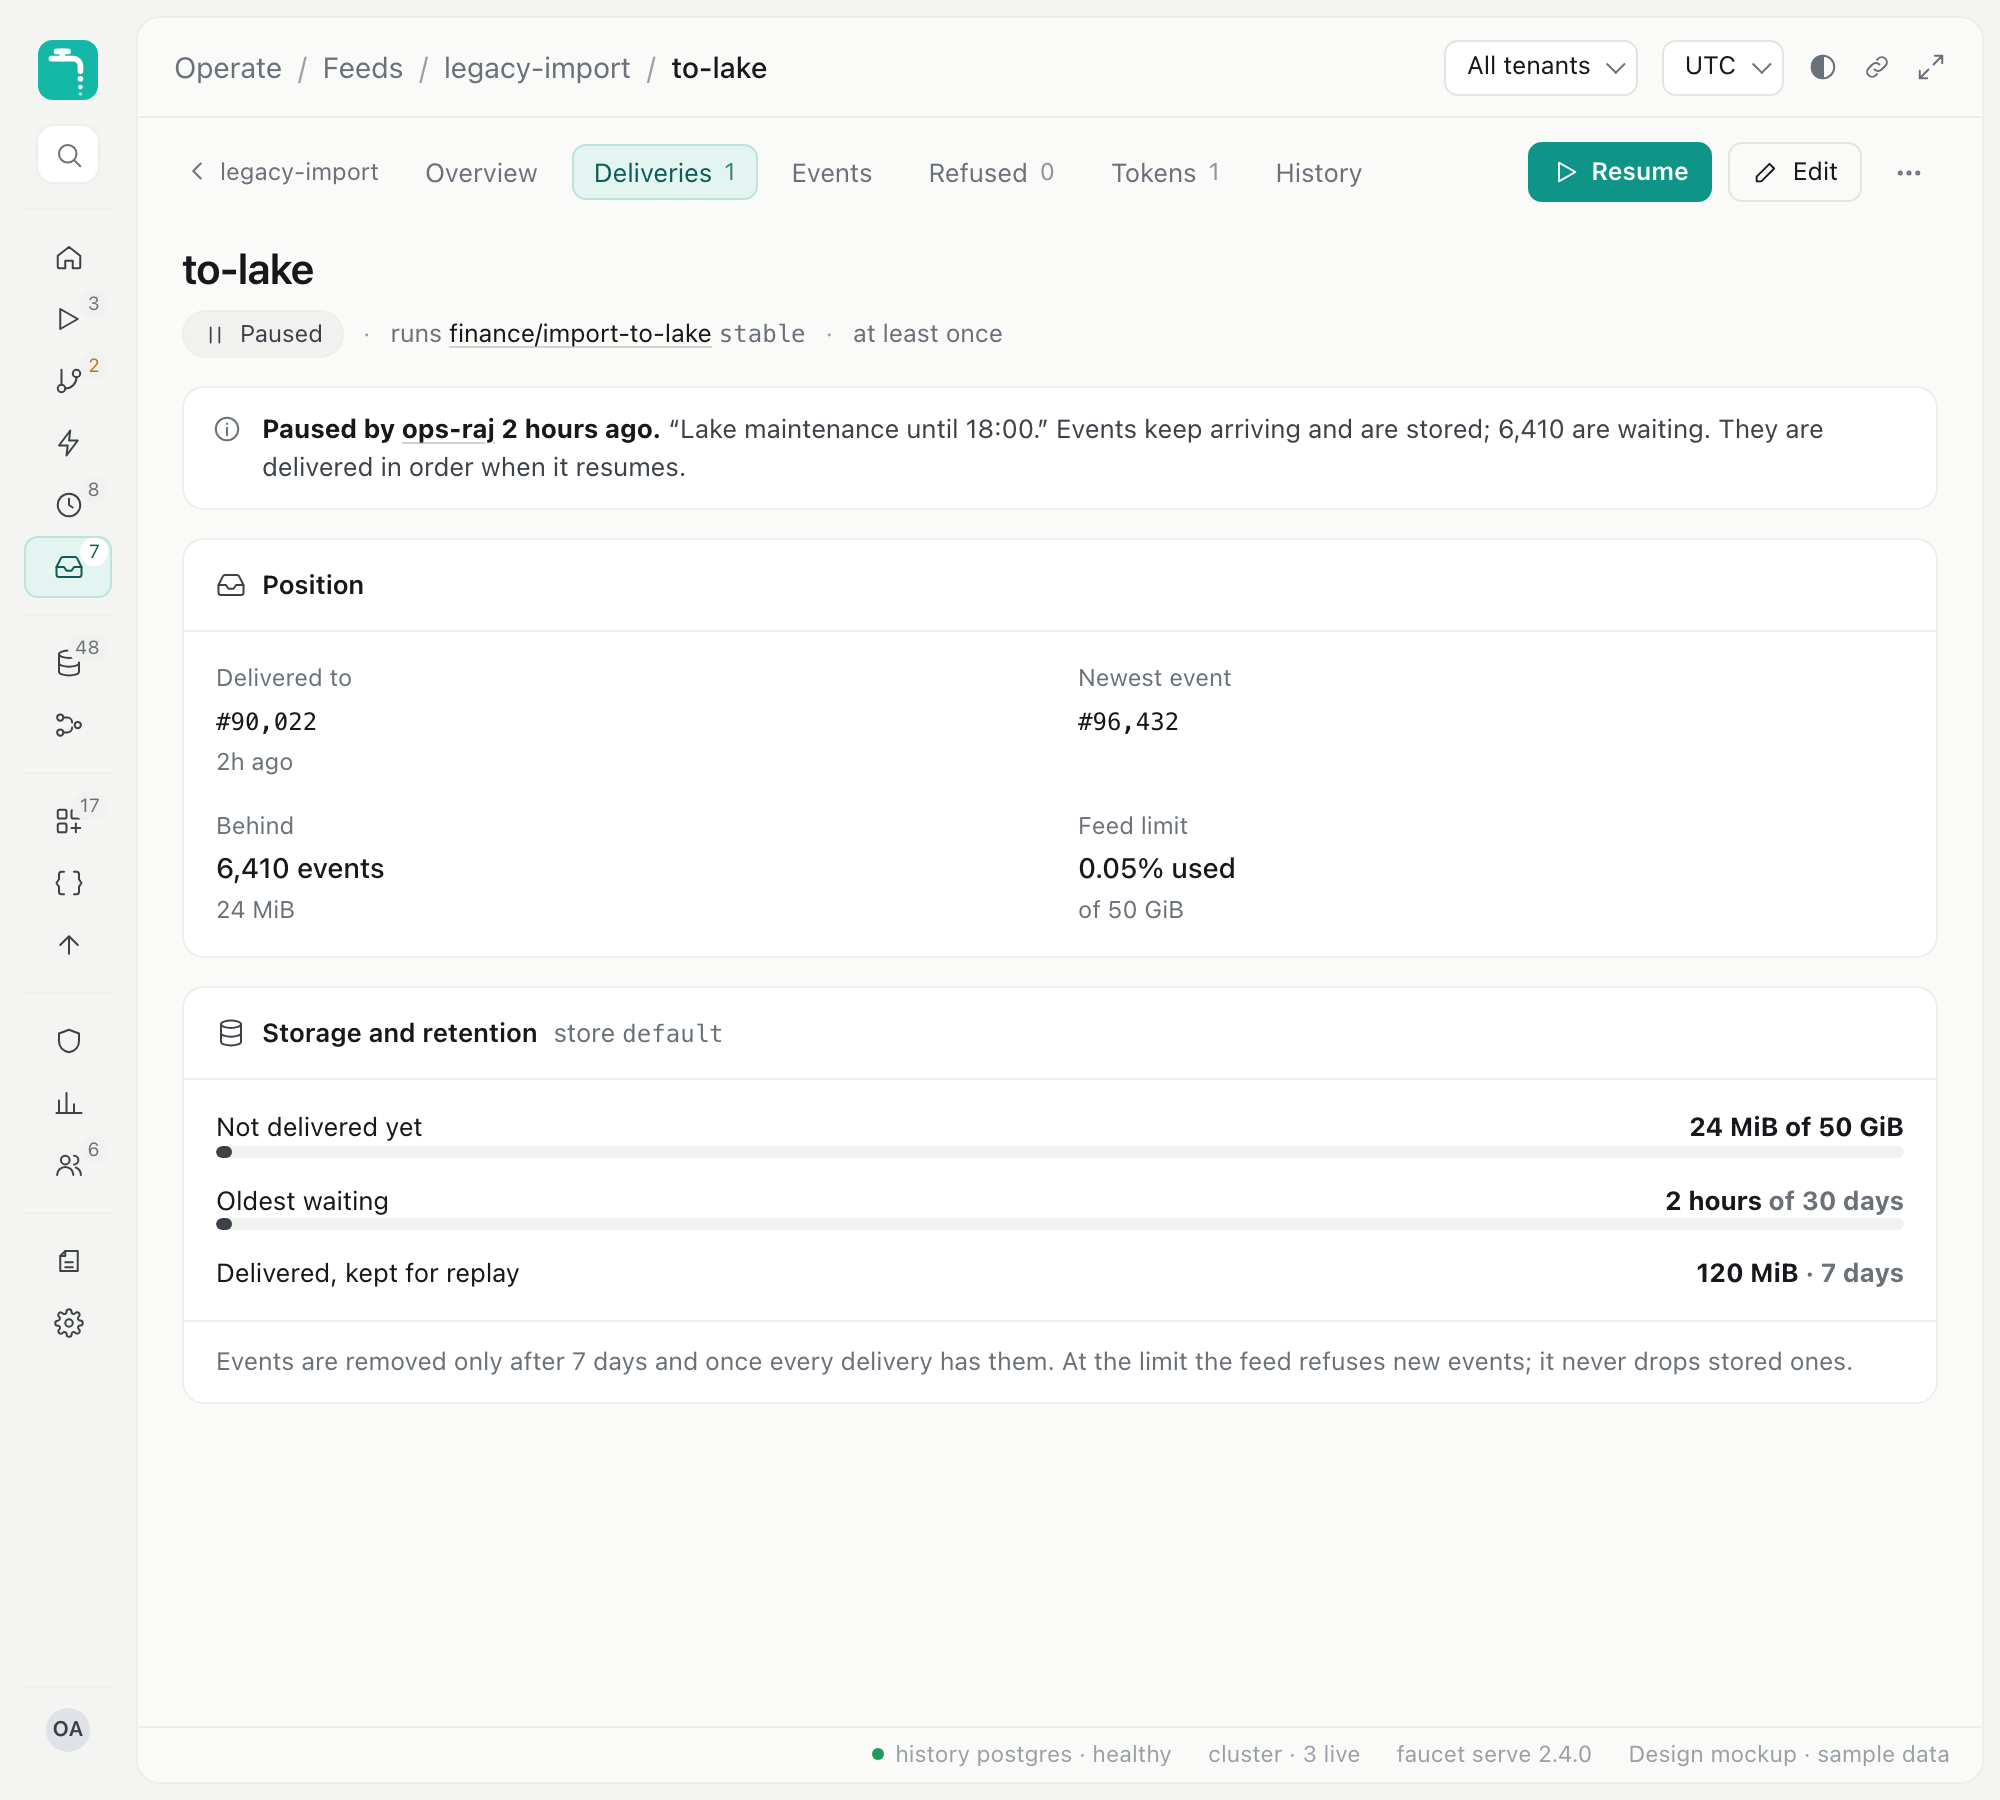 Operate / Feeds / legacy-import / to-lake
All tenants
UTC
legacy-import
Overview
Deliveries 1
Events
Refused 0
Tokens 1
History
Resume
Edit
3
2
8
7
48
17
6
OA
to-lake
Paused · runs finance/import-to-lake stable · at least once
Paused by ops-raj 2 hours ago. “Lake maintenance until 18:00.” Events keep arriving and are stored; 6,410 are waiting. They are
delivered in order when it resumes.
Position
Delivered to
#90,022
2h ago
Newest event
#96,432
Behind
6,410 events
24 MiB
Feed limit
0.05% used
of 50 GiB
Storage and retention store default
Not delivered yet 24 MiB of 50 GiB
Oldest waiting 2 hours of 30 days
Delivered, kept for replay 120 MiB · 7 days
Events are removed only after 7 days and once every delivery has them. At the limit the feed refuses new events; it never drops stored ones.
history postgres · healthy cluster · 3 live faucet serve 2.4.0 Design mockup · sample data